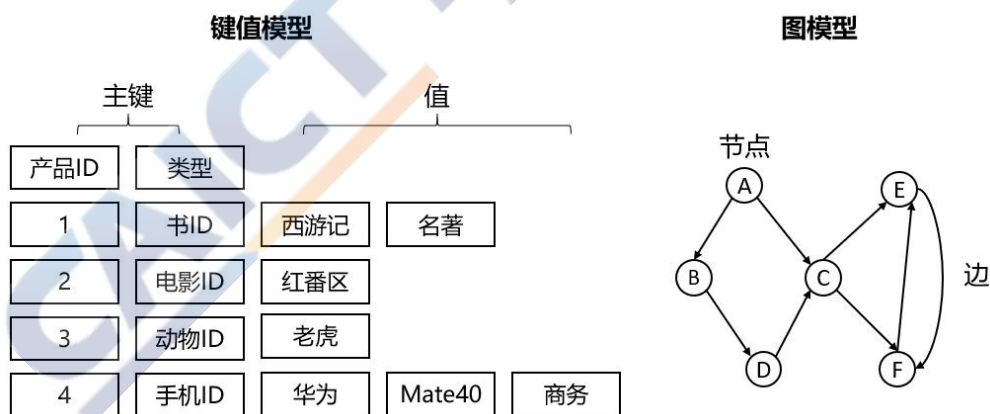 键值模型
主键
值
产品ID 类型
1 书ID 西游记 名著
2 电影ID 红番区
3 动物ID 老虎
4 手机ID 华为 Mate40 商务
图模型
节点
A
E
B
C
边
D
F
CAICT